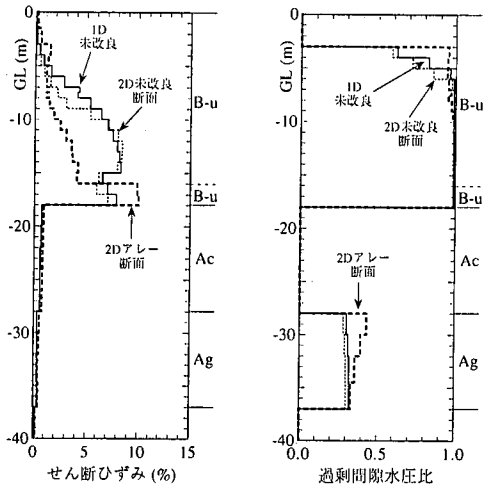 0
GL (m)
-10
-20
-30
-40
0
5
10
15
せん断ひずみ (%)
1D
未改良
2D未改良
断面
2Dアレー
断面
B-u
B-u
Ac
Ag
0
GL (m)
-10
-20
-30
-40
0
0.5
1.0
過剰間隙水圧比
1D
未改良
2D未改良
断面
2Dアレー
断面
B-u
B-u
Ac
Ag